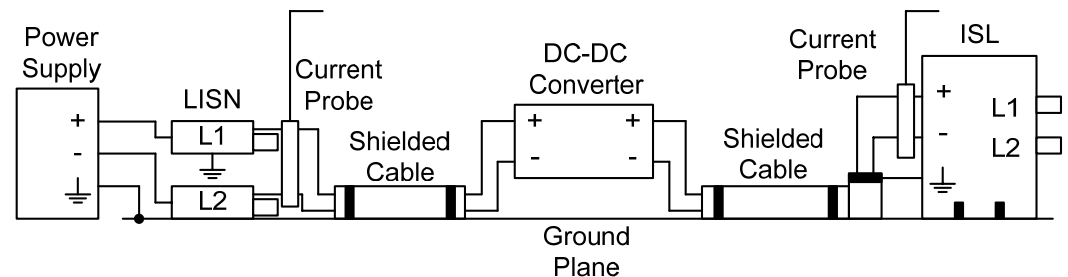 Power
Supply
+
-
LISN
L1
L2
Current
Probe
Shielded
Cable
DC-DC
Converter
+ +
- -
Shielded
Cable
Current
Probe
ISL
+
-
L1
L2
Ground
Plane